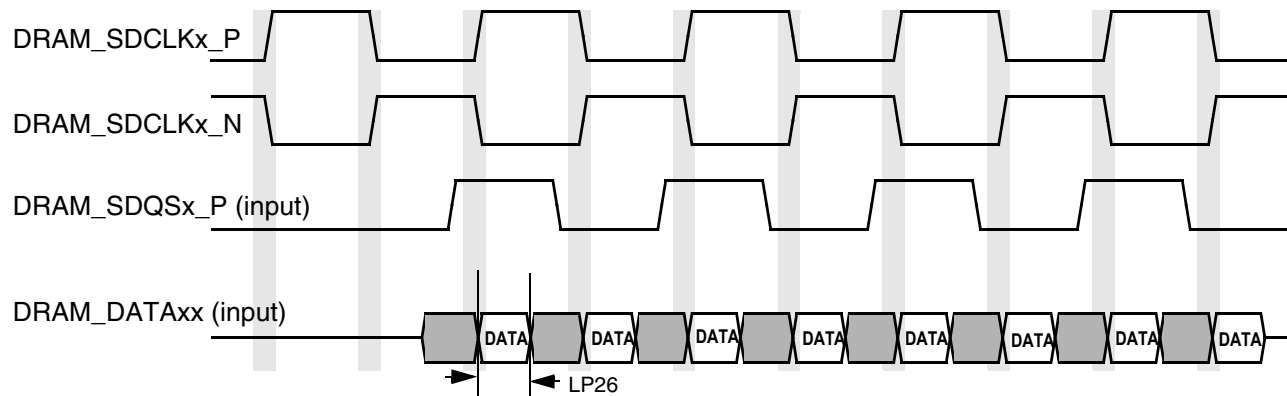 DRAM_SDCLKx_P
DRAM_SDCLKx_N
DRAM_SDQSx_P (input)
DRAM_DATAxx (input)
DATA DATA DATA DATA DATA DATA DATA DATA
LP26